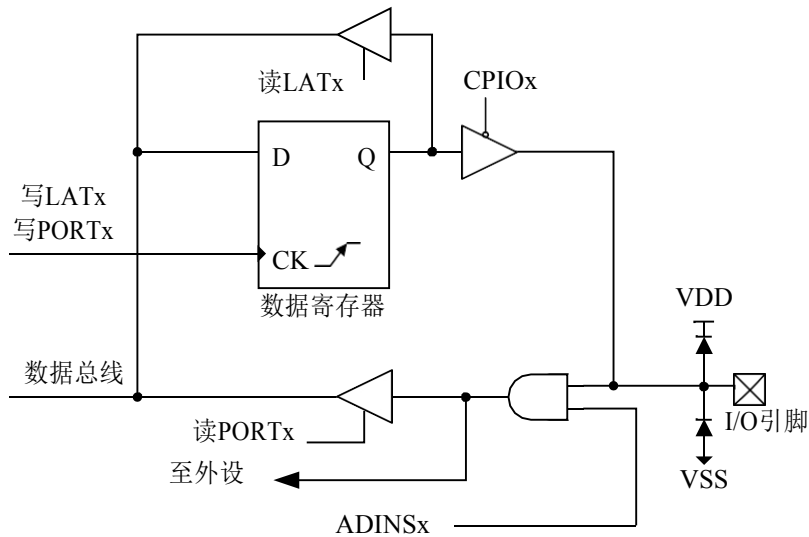 读LATx
CPIOx
D
Q
写LATx
写PORTx
CK
数据寄存器
VDD
数据总线
读PORTx
I/O引脚
至外设
VSS
ADINSx